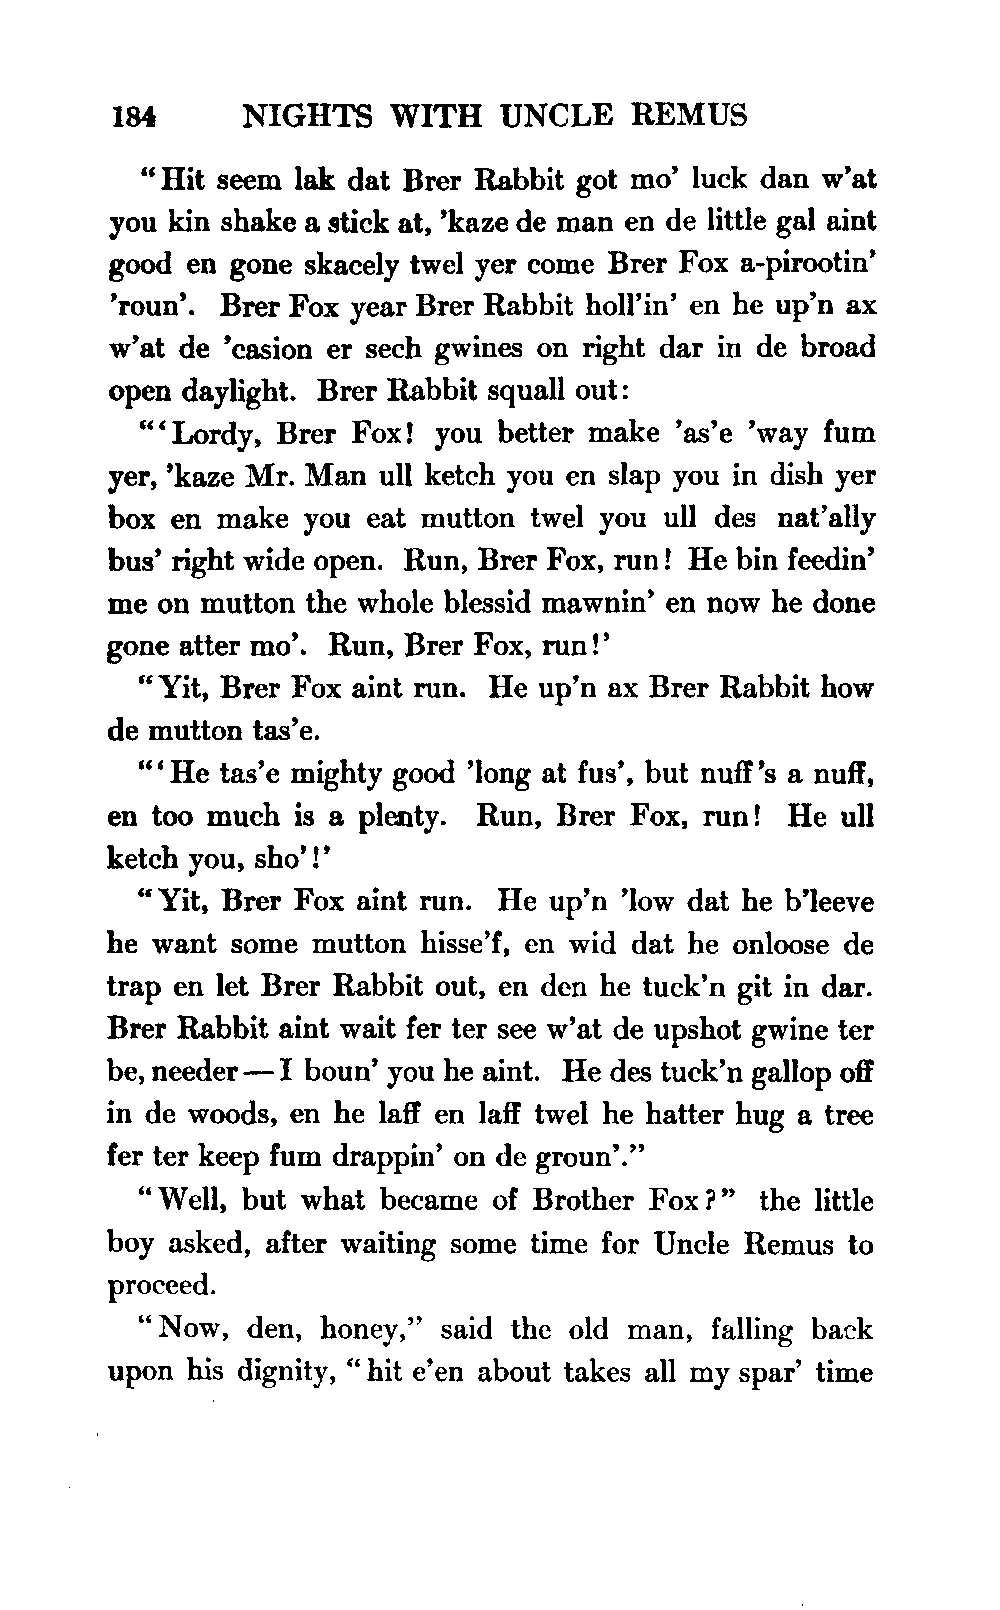 184 NIGHTS WITH UNCLE REMUS
"Hit seem lak dat Brer Rabbit got mo' luck dan w'at
you kin shake a stick at, 'kaze de man en de little gal aint
good en gone skacely twel yer come Brer Fox a-pirootin'
'roun'. Brer Fox year Brer Rabbit holl'in' en he up'n ax
w'at de 'casion er sech gwines on right dar in de broad
open daylight. Brer Rabbit squall out:
"'Lordy, Brer Fox! you better make 'as'e 'way fum
yer, 'kaze Mr. Man ull ketch you en slap you in dish yer
box en make you eat mutton twel you ull des nat'ally
bus' right wide open. Run, Brer Fox, run! He bin feedin'
me on mutton the whole blessid mawnin' en now he done
gone atter mo'. Run, Brer Fox, run!'
"Yit, Brer Fox aint run. He up'n ax Brer Rabbit how
de mutton tas'e.
"'He tas'e mighty good 'long at fus', but nuff's a nuff,
en too much is a plenty. Run, Brer Fox, run! He ull
ketch you, sho'!'
"Yit, Brer Fox aint run. He up'n 'low dat he b'leeve
he want some mutton hisse'f, en wid dat he onloose de
trap en let Brer Rabbit out, en den he tuck'n git in dar.
Brer Rabbit aint wait fer ter see w'at de upshot gwine ter
be, needer—I boun' you he aint. He des tuck'n gallop off
in de woods, en he laff en laff twel he hatter hug a tree
fer ter keep fum drappin' on de groun'."
"Well, but what became of Brother Fox?" the little
boy asked, after waiting some time for Uncle Remus to
proceed.
"Now, den, honey," said the old man, falling back
upon his dignity, "hit e'en about takes all my spar' time